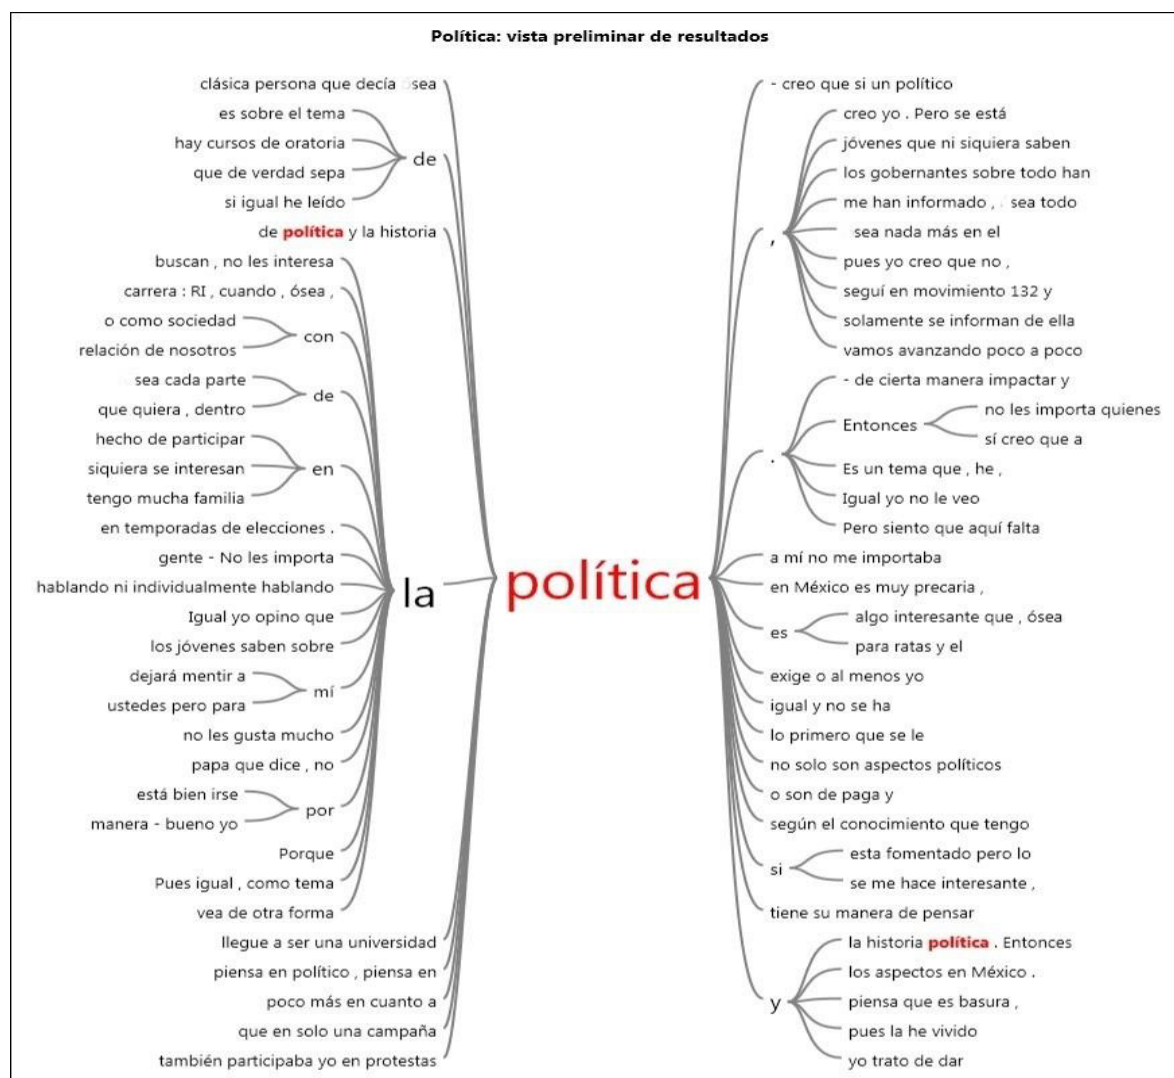 Política: vista preliminar de resultados
clásica persona que decía sea
es sobre el tema
hay cursos de oratoria
que de verdad sepa
si igual he leído
de
de política y la historia
buscan , no les interesa
carrera : RI , cuando , ósea ,
o como sociedad
relación de nosotros
con
sea cada parte
que quiera , dentro
de
hecho de participar
siquiera se interesan
tengo mucha familia
en
en temporadas de elecciones .
gente - No les importa
hablando ni individualmente hablando
Igual yo opino que
los jóvenes saben sobre
dejará mentir a
ustedes pero para
mí
no les gusta mucho
papa que dice , no
está bien irse
manera - bueno yo
por
Porque
Pues igual , como tema
vea de otra forma
la
llegue a ser una universidad
piensa en político , piensa en
poco más en cuanto a
que en solo una campaña
también participaba yo en protestas
política
- creo que si un político
,
creo yo . Pero se está
jóvenes que ni siquiera saben
los gobernantes sobre todo han
me han informado , sea todo
sea nada más en el
pues yo creo que no ,
seguí en movimiento 132 y
solamente se informan de ella
vamos avanzando poco a poco
.
- de cierta manera impactar y
Entonces
no les importa quienes
sí creo que a
Es un tema que , he ,
Igual yo no le veo
Pero siento que aquí falta
a mí no me importaba
en México es muy precaria ,
es
algo interesante que , ósea
para ratas y el
exige o al menos yo
igual y no se ha
lo primero que se le
no solo son aspectos políticos
o son de paga y
según el conocimiento que tengo
si
esta fomentado pero lo
se me hace interesante ,
tiene su manera de pensar
y
la historia política . Entonces
los aspectos en México .
piensa que es basura ,
pues la he vivido
yo trato de dar